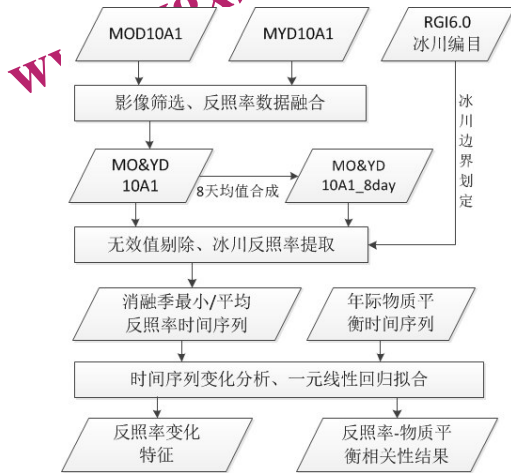 MOD10A1
MYD10A1
RGI6.0
冰川编目
影像筛选、反照率数据融合
冰川边界划定
MO&YD
10A1
8天均值合成
MO&YD
10A1_8day
无效值剔除、冰川反照率提取
消融季最小/平均
反照率时间序列
年际物质平
衡时间序列
时间序列变化分析、一元线性回归拟合
反照率变化
特征
反照率-物质平
衡相关性结果